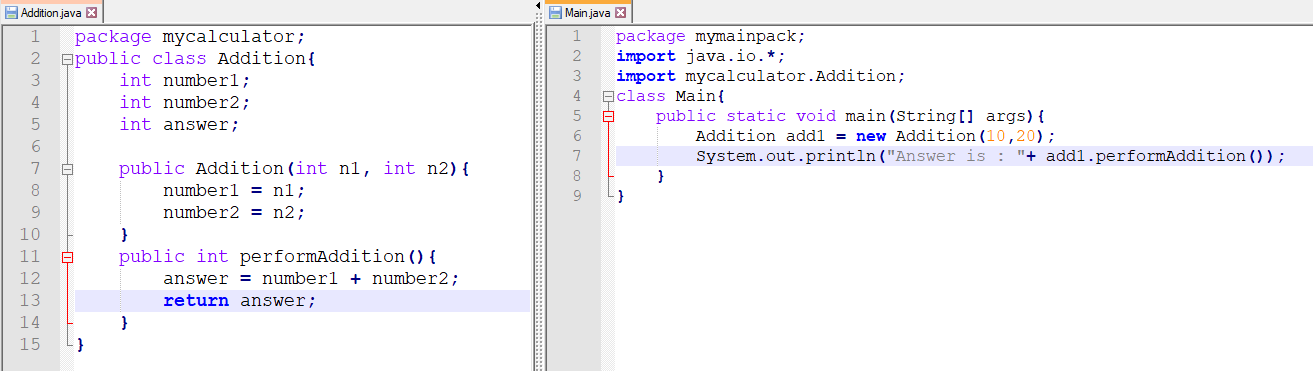 Addition.java
1 package mycalculator;
2 public class Addition{
3 int number1;
4 int number2;
5 int answer;
6
7 public Addition(int n1, int n2){
8 number1 = n1;
9 number2 = n2;
10 }
11 public int performAddition(){
12 answer = number1 + number2;
13 return answer;
14 }
15 }
Main.java
1 package mymainpack;
2 import java.io.*;
3 import mycalculator.Addition;
4 class Main{
5 public static void main(String[] args){
6 Addition add1 = new Addition(10,20);
7 System.out.println("Answer is : "+ add1.performAddition());
8 }
9 }